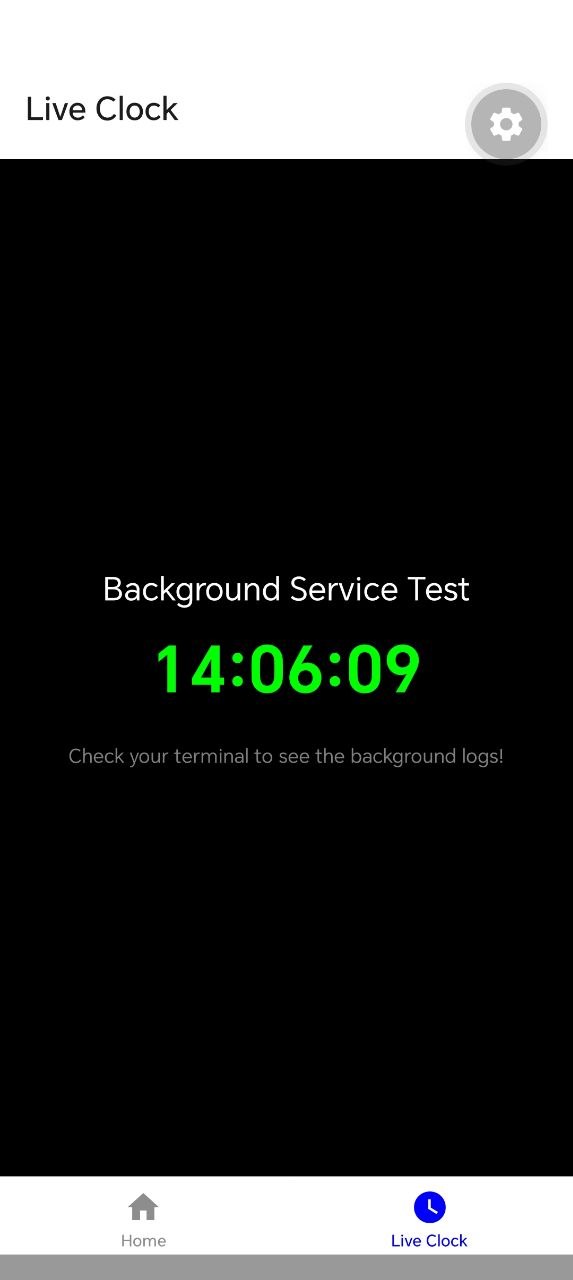 Live Clock
Background Service Test
14:06:09
Check your terminal to see the background logs!
Home
Live Clock